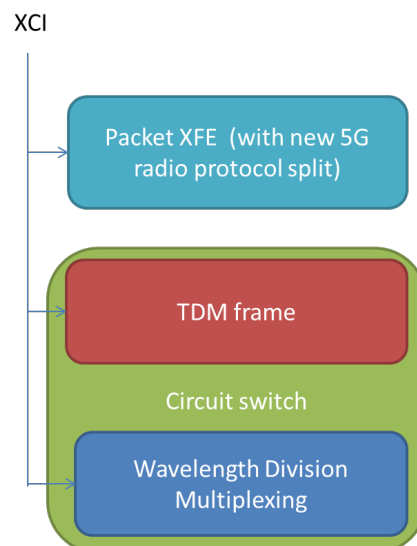 XCI
Packet XFE (with new 5G
radio protocol split)
TDM frame
Circuit switch
Wavelength Division
Multiplexing